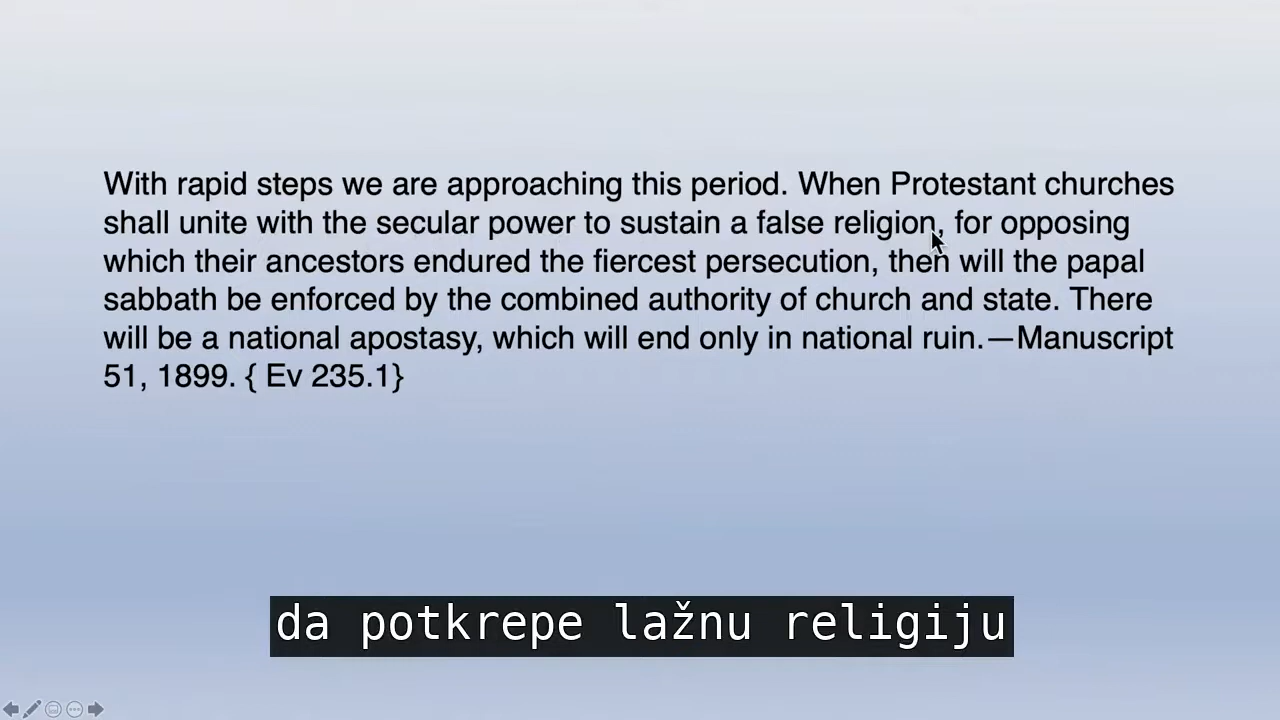 With rapid steps we are approaching this period. When Protestant churches
shall unite with the secular power to sustain a false religion, for opposing
which their ancestors endured the fiercest persecution, then will the papal
sabbath be enforced by the combined authority of church and state. There
will be a national apostasy, which will end only in national ruin.—Manuscript
51, 1899. { Ev 235.1}
da potkrepe lažnu religiju